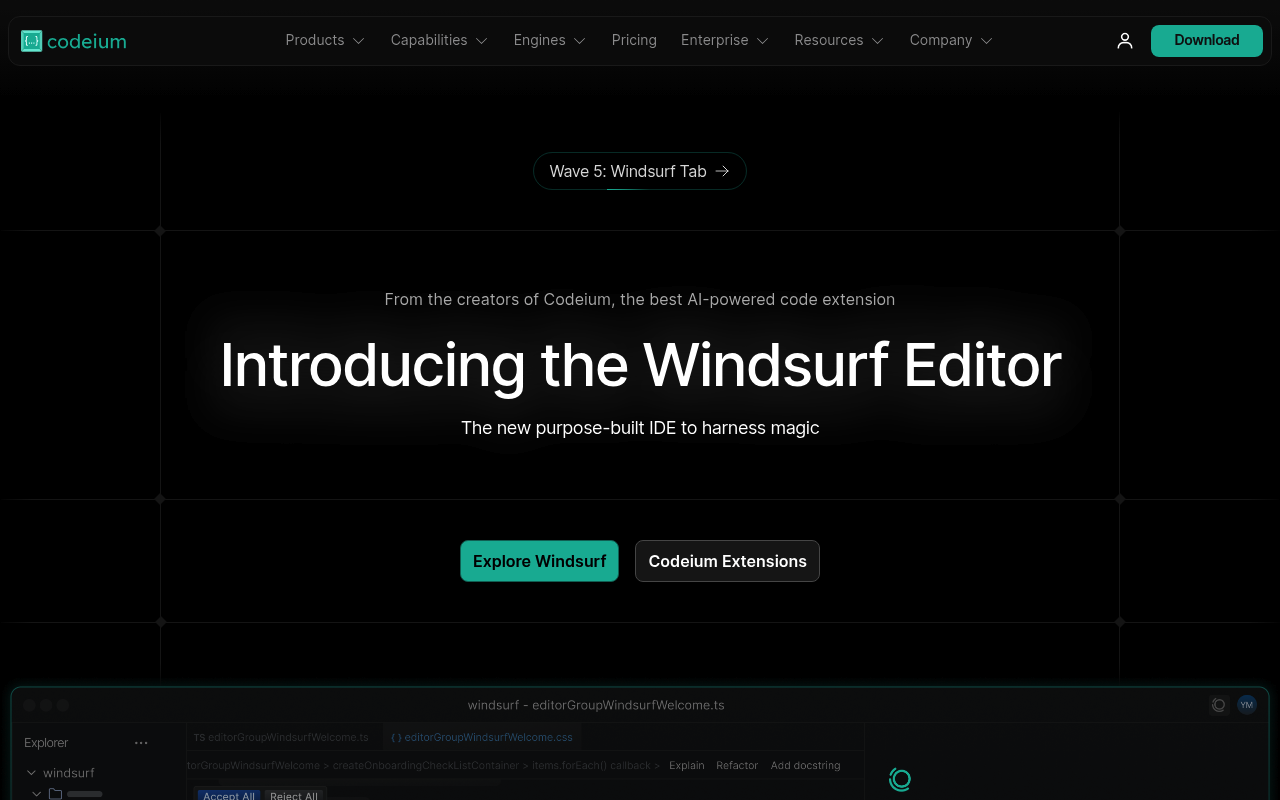 {...} codeium
Products Capabilities Engines Pricing Enterprise Resources Company Download
Wave 5: Windsurf Tab →
From the creators of Codeium, the best AI-powered code extension
Introducing the Windsurf Editor
The new purpose-built IDE to harness magic
Explore Windsurf Codeium Extensions
windsurf - editorGroupWindsurfWelcome.ts YM
Explorer ... TS editorGroupWindsurfWelcome.ts { } editorGroupWindsurfWelcome.css
torGroupWindsurfWelcome > createOnboardingCheckListContainer > items.forEach() callback > Explain Refactor Add docstring
windsurf
Accept All Reject All